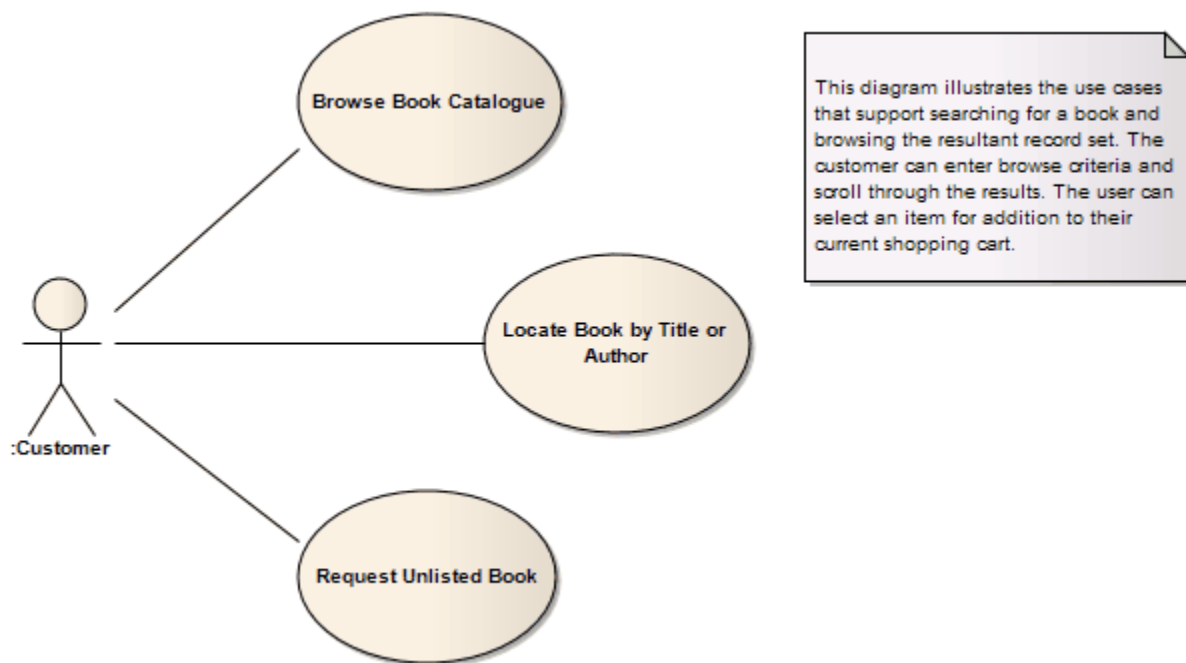 Browse Book Catalogue
This diagram illustrates the use cases
that support searching for a book and
browsing the resultant record set. The
customer can enter browse criteria and
scroll through the results. The user can
select an item for addition to their
current shopping cart.
Locate Book by Title or
Author
:Customer
Request Unlisted Book